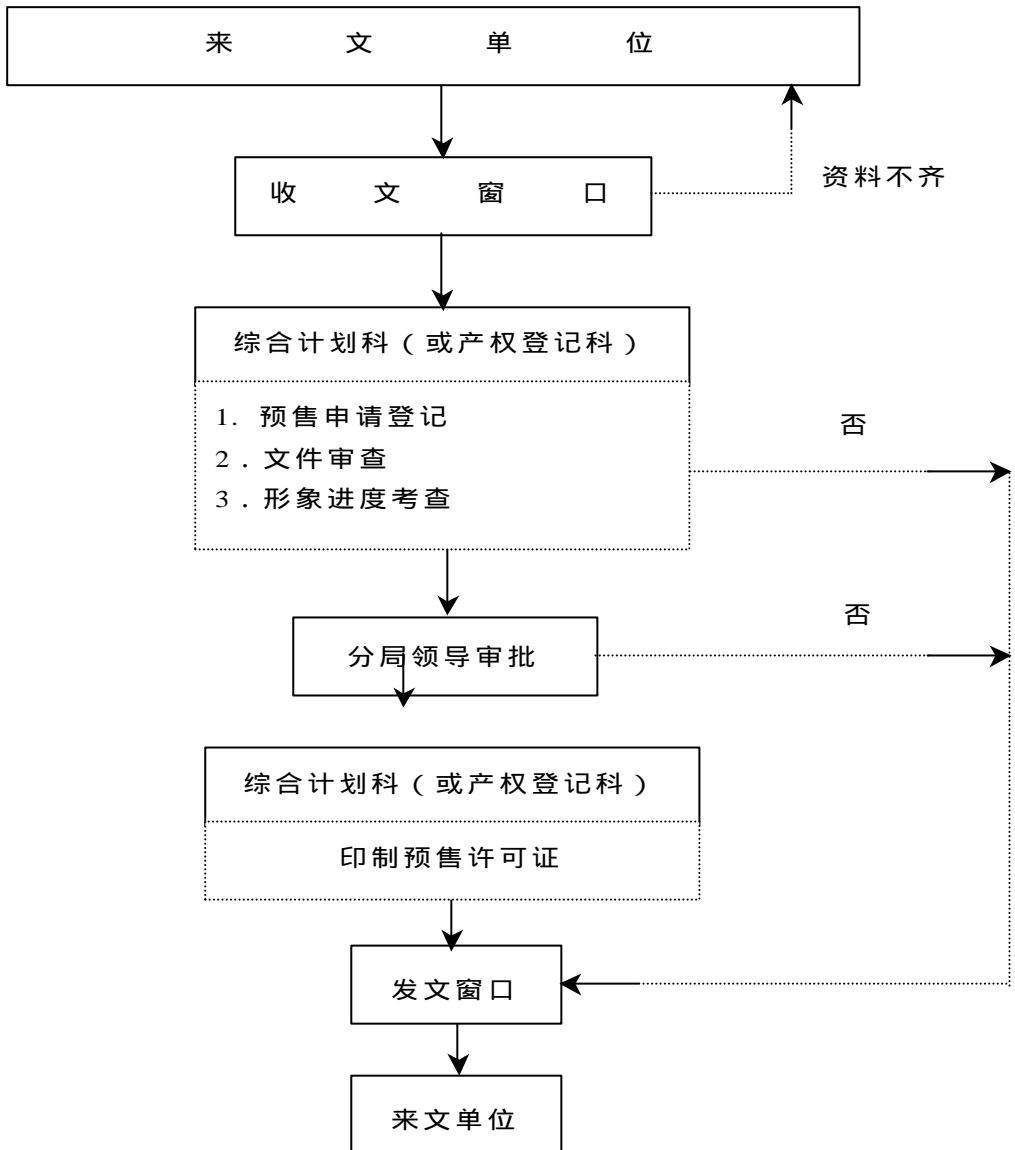 来文单位
收文窗口
资料不齐
综合计划科（或产权登记科）
1. 预售申请登记
2．文件审查
3．形象进度考查
否
分局领导审批
否
综合计划科（或产权登记科）
印制预售许可证
发文窗口
来文单位